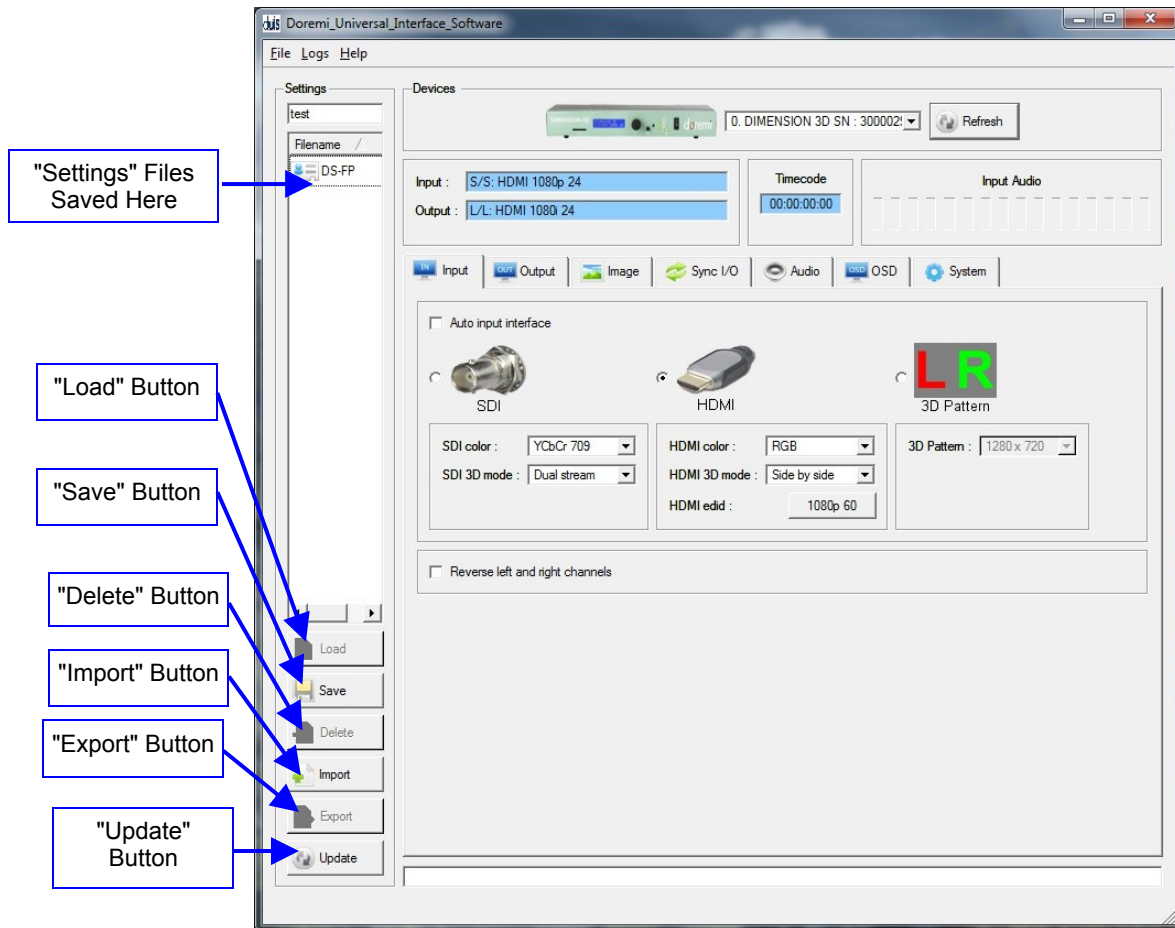 duis Doremi_Universal_Interface_Software
File Logs Help
Settings
test
Filename
DS-FP
Devices
doremi
0. DIMENSION 3D SN : 300002
Refresh
Input : S/S: HDMI 1080p 24
Output : L/L: HDMI 1080i 24
Timecode
00:00:00:00
Input Audio
IN Input
OUT Output
Image
Sync I/O
Audio
OSD OSD
System
Auto input interface
SDI
HDMI
L R
3D Pattern
SDI color : YCbCr 709
SDI 3D mode : Dual stream
HDMI color : RGB
HDMI 3D mode : Side by side
HDMI edid : 1080p 60
3D Pattern : 1280 x 720
Reverse left and right channels
Load
Save
Delete
Import
Export
Update
"Settings" Files
Saved Here
"Load" Button
"Save" Button
"Delete" Button
"Import" Button
"Export" Button
"Update"
Button